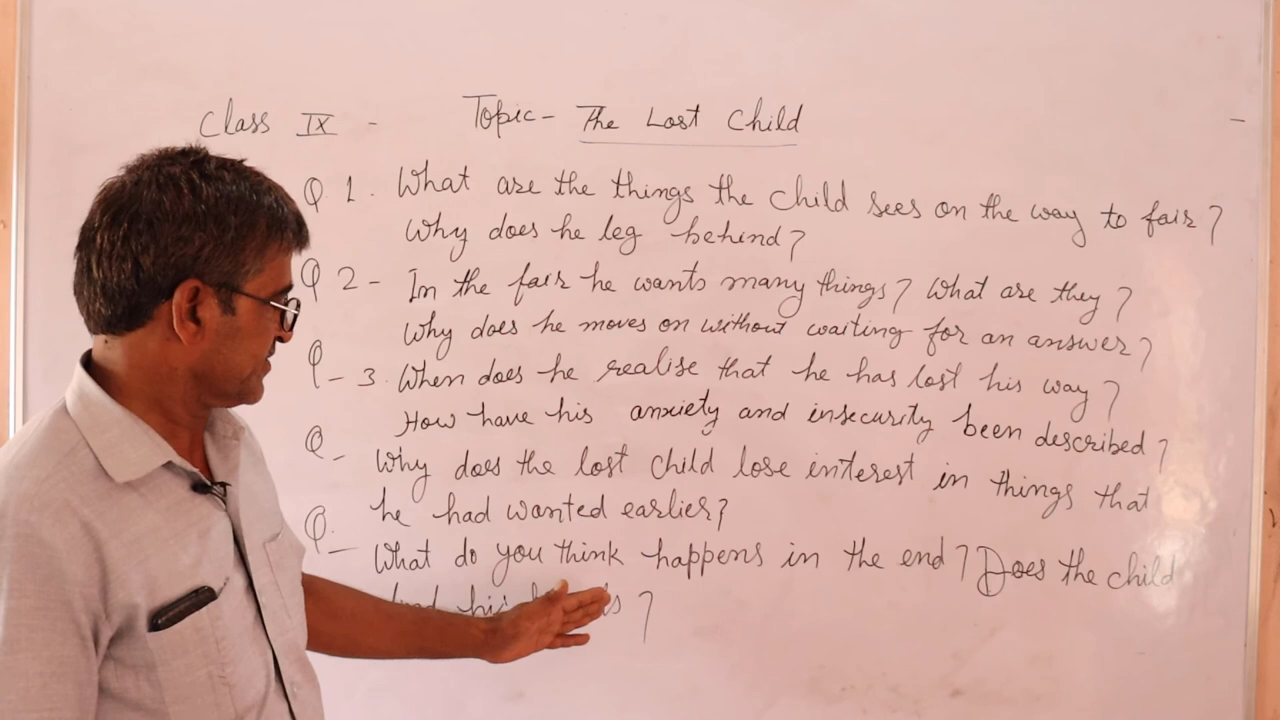 Class IX - Topic - The Lost Child -
Q 1. What are the things the child sees on the way to fair?
Why does he leg behind?
Q 2 - In the fair he wants many things? What are they?
Why does he moves on without waiting for an answer?
Q - 3. When does he realise that he has lost his way?
How have his anxiety and insecurity been described?
Q - Why does the lost child lose interest in things that
he had wanted earlier?
Q. - What do you think happens in the end? Does the child
his ?